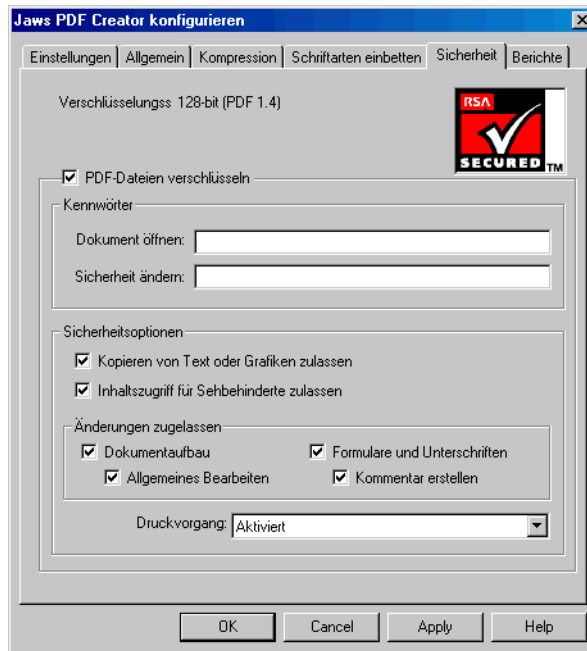 Jaws PDF Creator konfigurieren
Einstellungen Allgemein Kompression Schriftarten einbetten Sicherheit Berichte
Verschlüsselungss 128-bit (PDF 1.4)
RSA
SECURED TM
PDF-Dateien verschlüsseln
Kennwörter
Dokument öffnen:
Sicherheit ändern:
Sicherheitsoptionen
Kopieren von Text oder Grafiken zulassen
Inhaltszugriff für Sehbehinderte zulassen
Änderungen zugelassen
Dokumentaufbau Formulare und Unterschriften
Allgemeines Bearbeiten Kommentar erstellen
Druckvorgang: Aktiviert
OK Cancel Apply Help